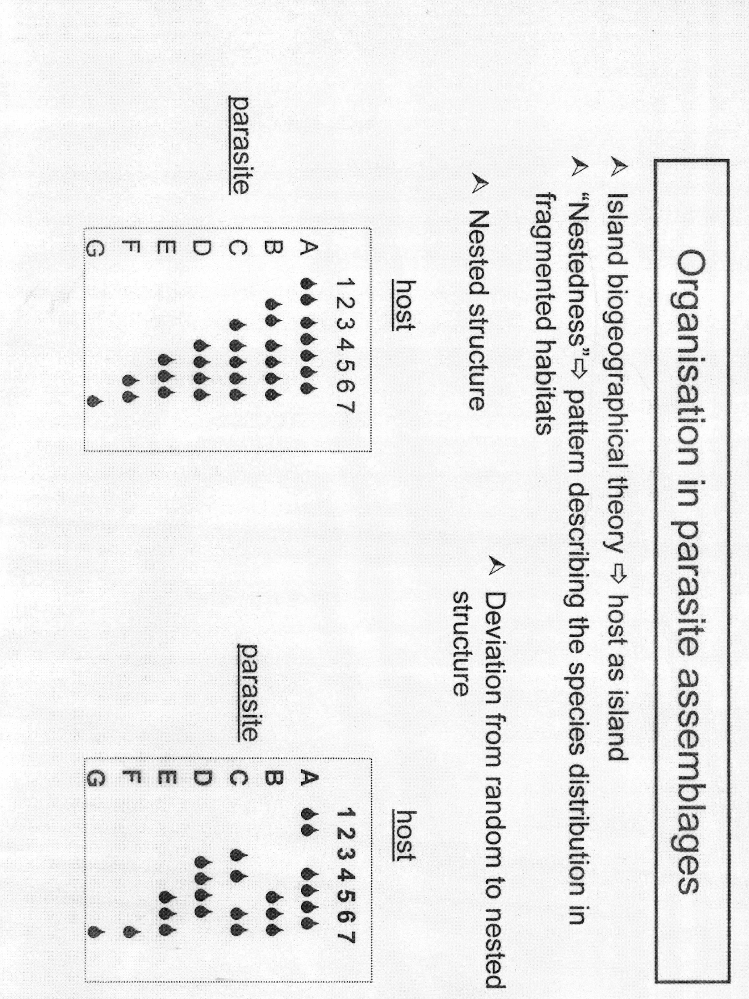 Organisation in parasite assemblages
➢ Island biogeographical theory ⇨ host as island
➢ “Nestedness”⇨ pattern describing the species distribution in
fragmented habitats
➢ Nested structure
➢ Deviation from random to nested
structure
host
parasite
1 2 3 4 5 6 7
A
B
C
D
E
F
G
host
parasite
1 2 3 4 5 6 7
A
B
C
D
E
F
G